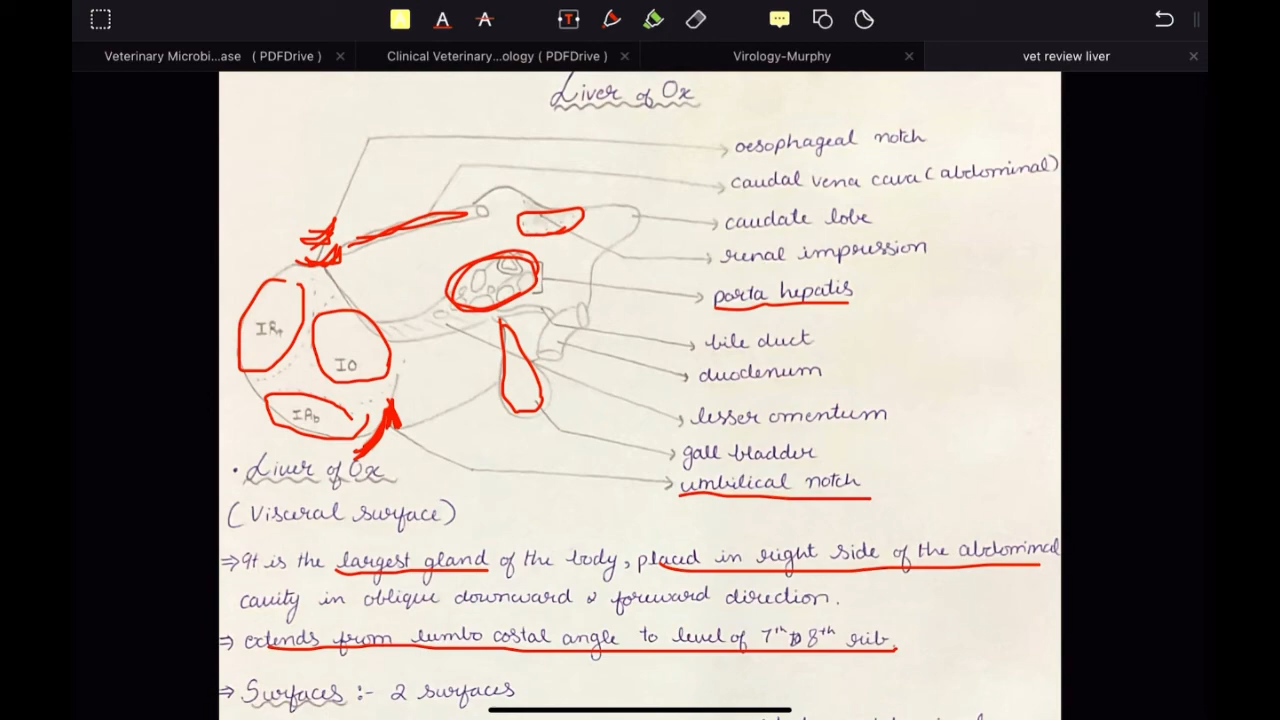 Veterinary Microbi...ase ( PDFDrive )
Clinical Veterinary...ology ( PDFDrive )
Virology-Murphy
vet review liver
Liver of Ox
oesophageal notch
caudal vena cava (abdominal)
caudate lobe
renal impression
porta hepatis
bile duct
duodenum
lesser omentum
gall bladder
umbilical notch
IRt
IO
IAb
• Liver of Ox
(Visceral surface)
⇒ It is the largest gland of the body, placed in right side of the abdominal
cavity in oblique downward & foreward direction.
⇒ extends from lumbo costal angle to level of 7th to 8th rib.
⇒ Surfaces :- 2 surfaces